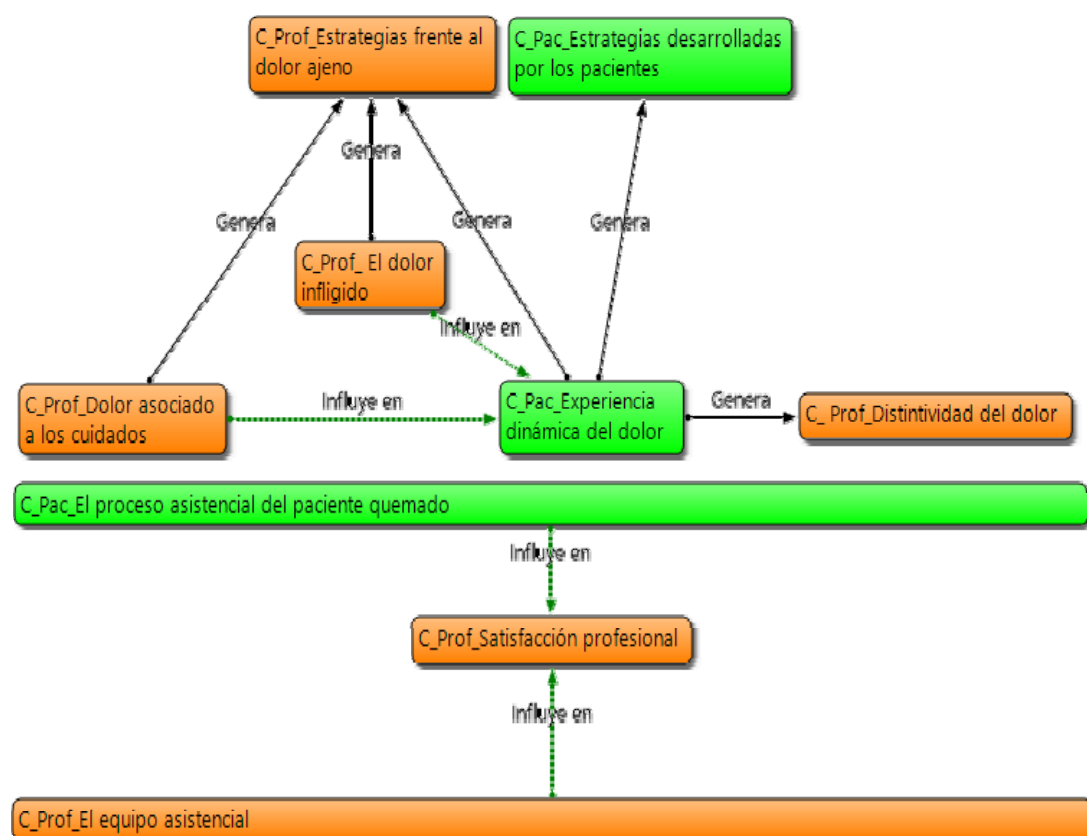 C_Prof_Estrategias frente al
dolor ajeno
C_Pac_Estrategias desarrolladas
por los pacientes
Genera
Genera
Genera
Genera
C_Prof_ El dolor
infligido
Influye en
C_Prof_Dolor asociado
a los cuidados
Influye en
C_Pac_Experiencia
dinámica del dolor
Genera
C_ Prof_Distintividad del dolor
C_Pac_El proceso asistencial del paciente quemado
Influye en
C_Prof_Satisfacción profesional
Influye en
C_Prof_El equipo asistencial